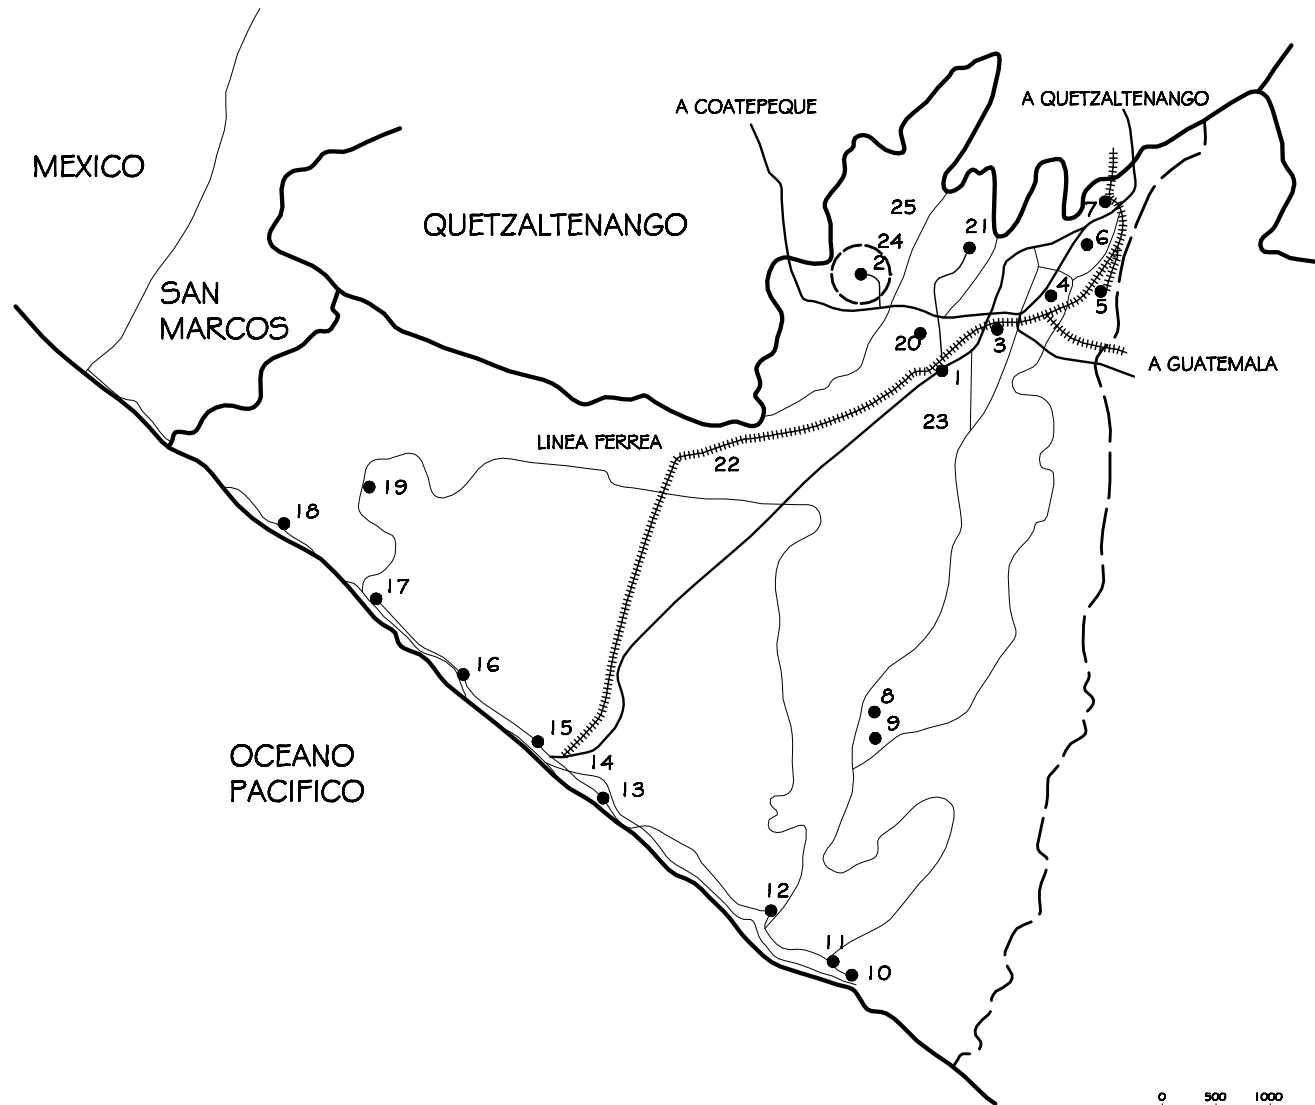 A COATEPEQUE
A QUETZALTENANGO
MEXICO
QUETZALTENANGO
25
7
24
21
6
2
SAN
MARCOS
4
5
20
3
A GUATEMALA
1
23
LINEA FERREA
22
19
18
17
16
8
9
15
OCEANO
PACIFICO
14
13
12
11
10
0 500 1000